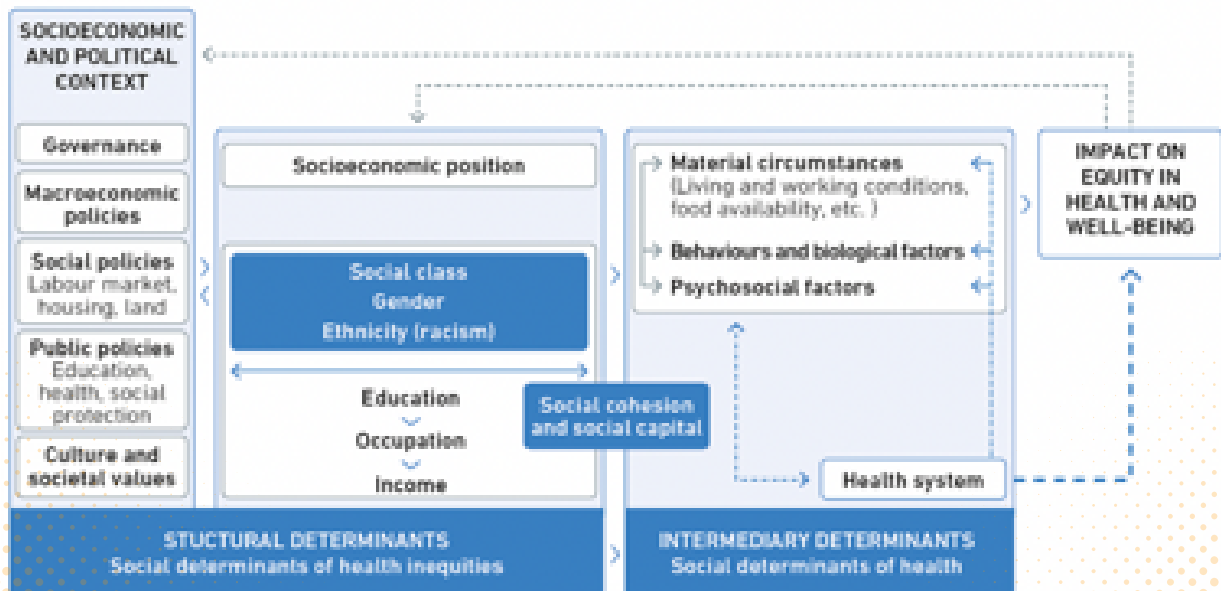 SOCIOECONOMIC
AND POLITICAL
CONTEXT
Governance
Macroeconomic
policies
Social policies
Labour market,
housing, land
Public policies
Education,
health, social
protection
Culture and
societal values
Socioeconomic position
Social class
Gender
Ethnicity (racism)
Education
Occupation
Income
Social cohesion
and social capital
Material circumstances
(Living and working conditions,
food availability, etc. )
Behaviours and biological factors
Psychosocial factors
Health system
IMPACT ON
EQUITY IN
HEALTH AND
WELL-BEING
STUCTURAL DETERMINANTS
Social determinants of health inequities
INTERMEDIARY DETERMINANTS
Social determinants of health